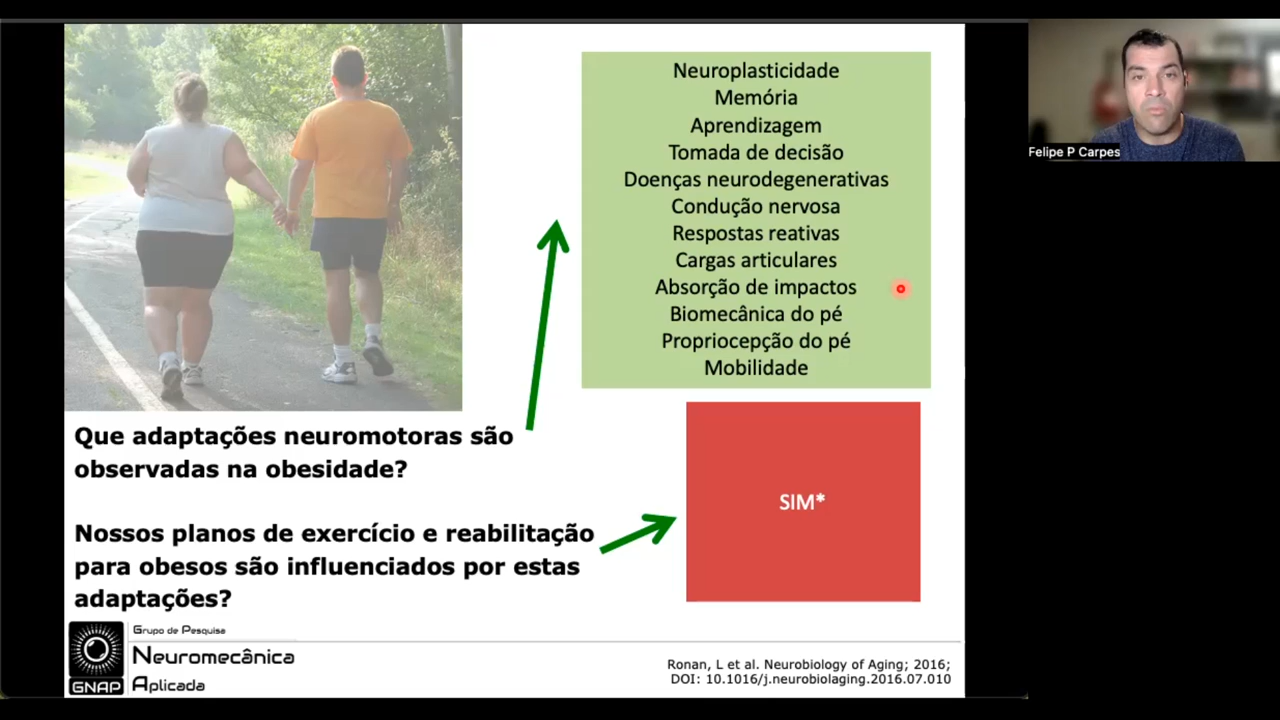 Neuroplasticidade
Memória
Aprendizagem
Tomada de decisão
Doenças neurodegenerativas
Condução nervosa
Respostas reativas
Cargas articulares
Absorção de impactos
Biomecânica do pé
Propriocepção do pé
Mobilidade
Felipe P Carpes
Que adaptações neuromotoras são
observadas na obesidade?
Nossos planos de exercício e reabilitação
para obesos são influenciados por estas
adaptações?
SIM*
Grupo de Pesquisa
Neuromecânica
Aplicada
GNAP
Ronan, L et al. Neurobiology of Aging; 2016;
DOI: 10.1016/j.neurobiolaging.2016.07.010